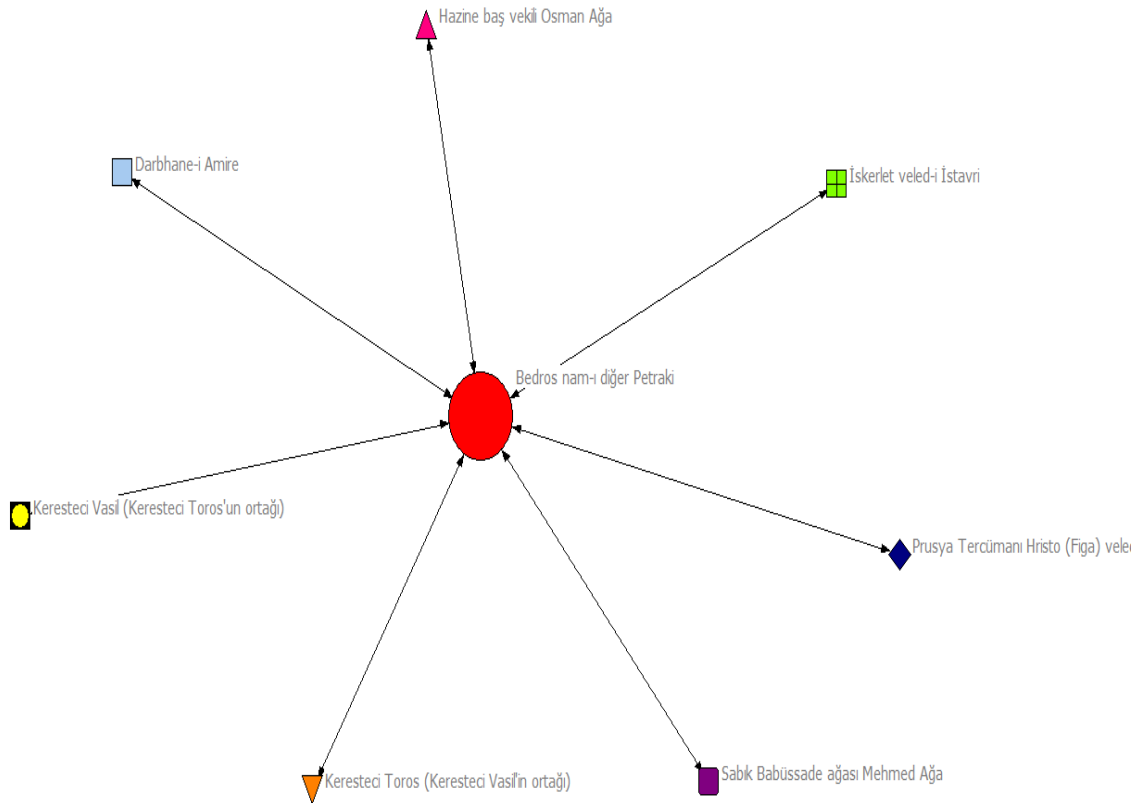 Hazine baş vekili Osman Ağa
Darbhane-i Amire
İskerlet veled-i İstavri
Bedros nam-ı diğer Petraki
Keresteci Vasil (Keresteci Toros'un ortağı)
Prusya Tercümanı Hristo (Figa)
Sabık Babüssade ağası Mehmed Ağa
Keresteci Toros (Keresteci Vasil'in ortağı)